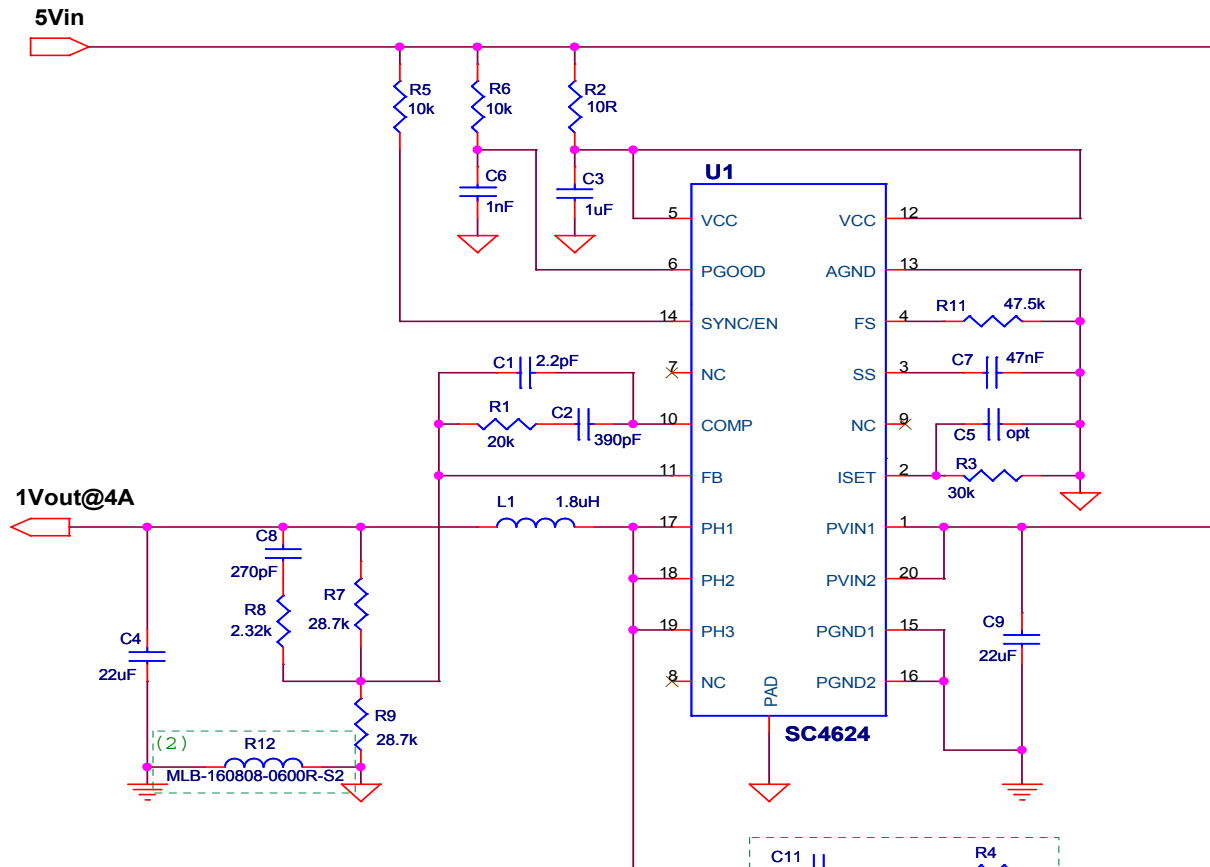 5Vin
R5
10k
R6
10k
R2
10R
C6
1nF
C3
1uF
U1
5
VCC
VCC
12
6
PGOOD
AGND
13
14
SYNC/EN
FS
4
R11
47.5k
7
NC
SS
3
C7
47nF
C1
2.2pF
R1
20k
C2
390pF
10
COMP
NC
9
C5
opt
11
FB
ISET
2
R3
30k
1Vout@4A
L1
1.8uH
17
PH1
PVIN1
1
18
PH2
PVIN2
20
19
PH3
PGND1
15
8
NC
PGND2
16
PAD
SC4624
C8
270pF
R8
2.32k
R7
28.7k
C4
22uF
C9
22uF
R9
28.7k
(2)
R12
MLB-160808-0600R-S2
C11
R4